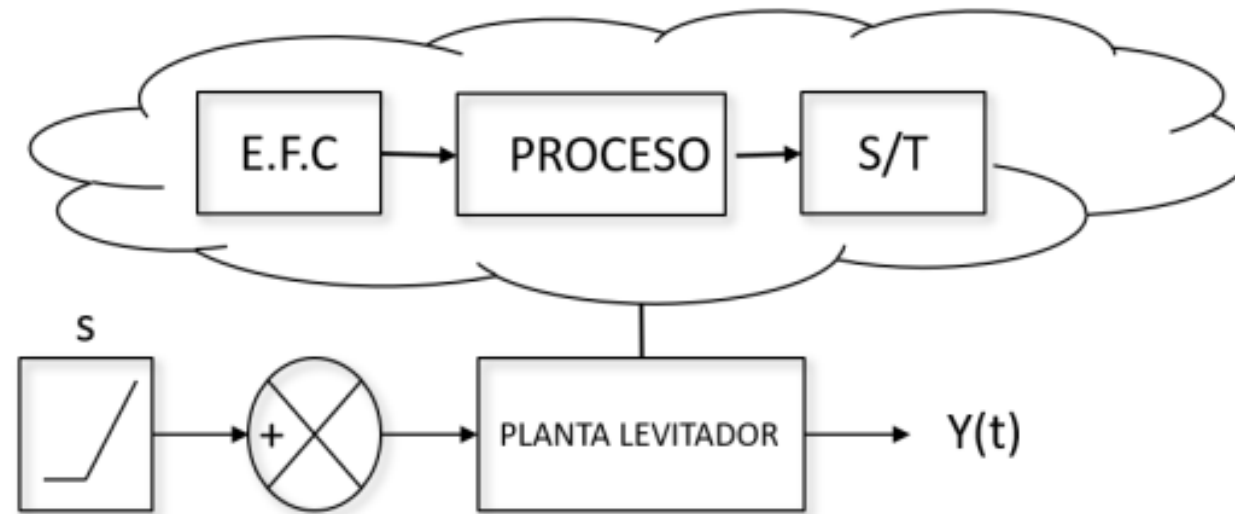 E.F.C
PROCESO
S/T
s
+
PLANTA LEVITADOR
Y(t)